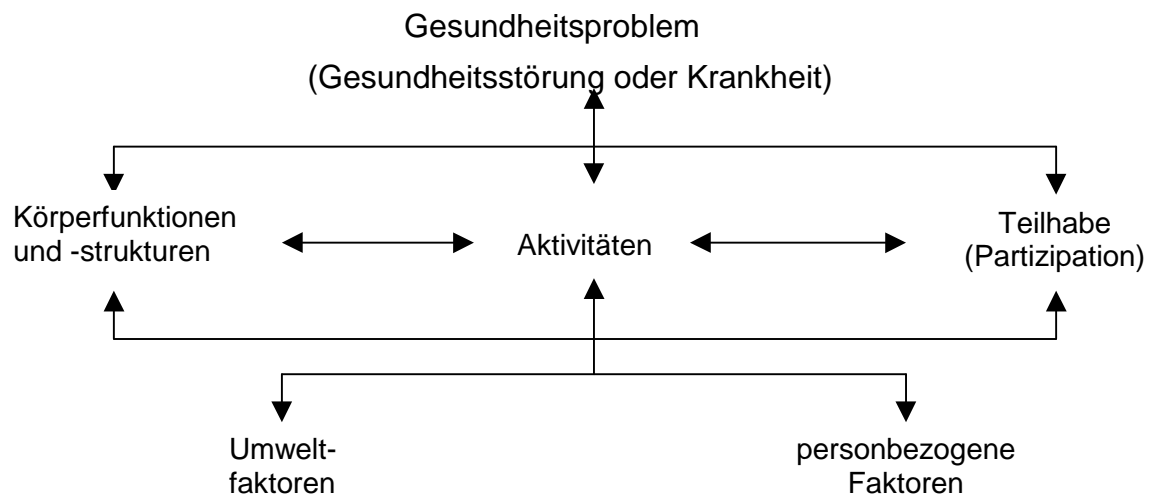 Gesundheitsproblem
(Gesundheitsstörung oder Krankheit)
Körperfunktionen
und -strukturen
Aktivitäten
Teilhabe
(Partizipation)
Umwelt-
faktoren
personbezogene
Faktoren